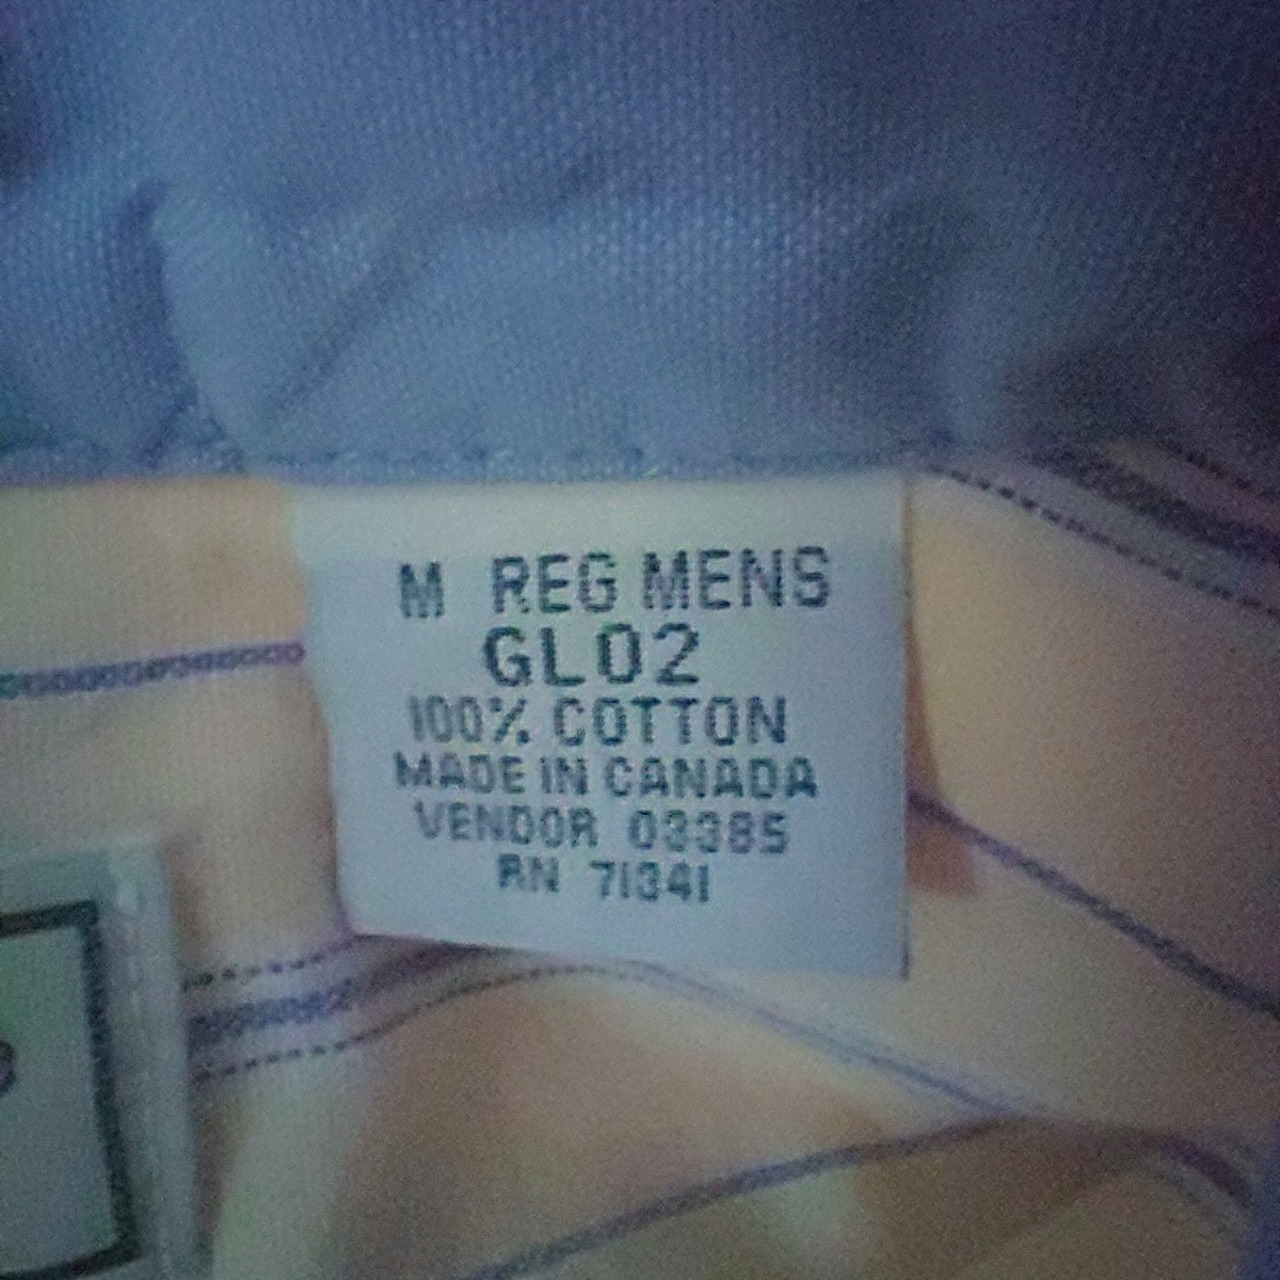 M REG MENS
GL02
100% COTTON
MADE IN CANADA
VENDOR 03385
RN 71341